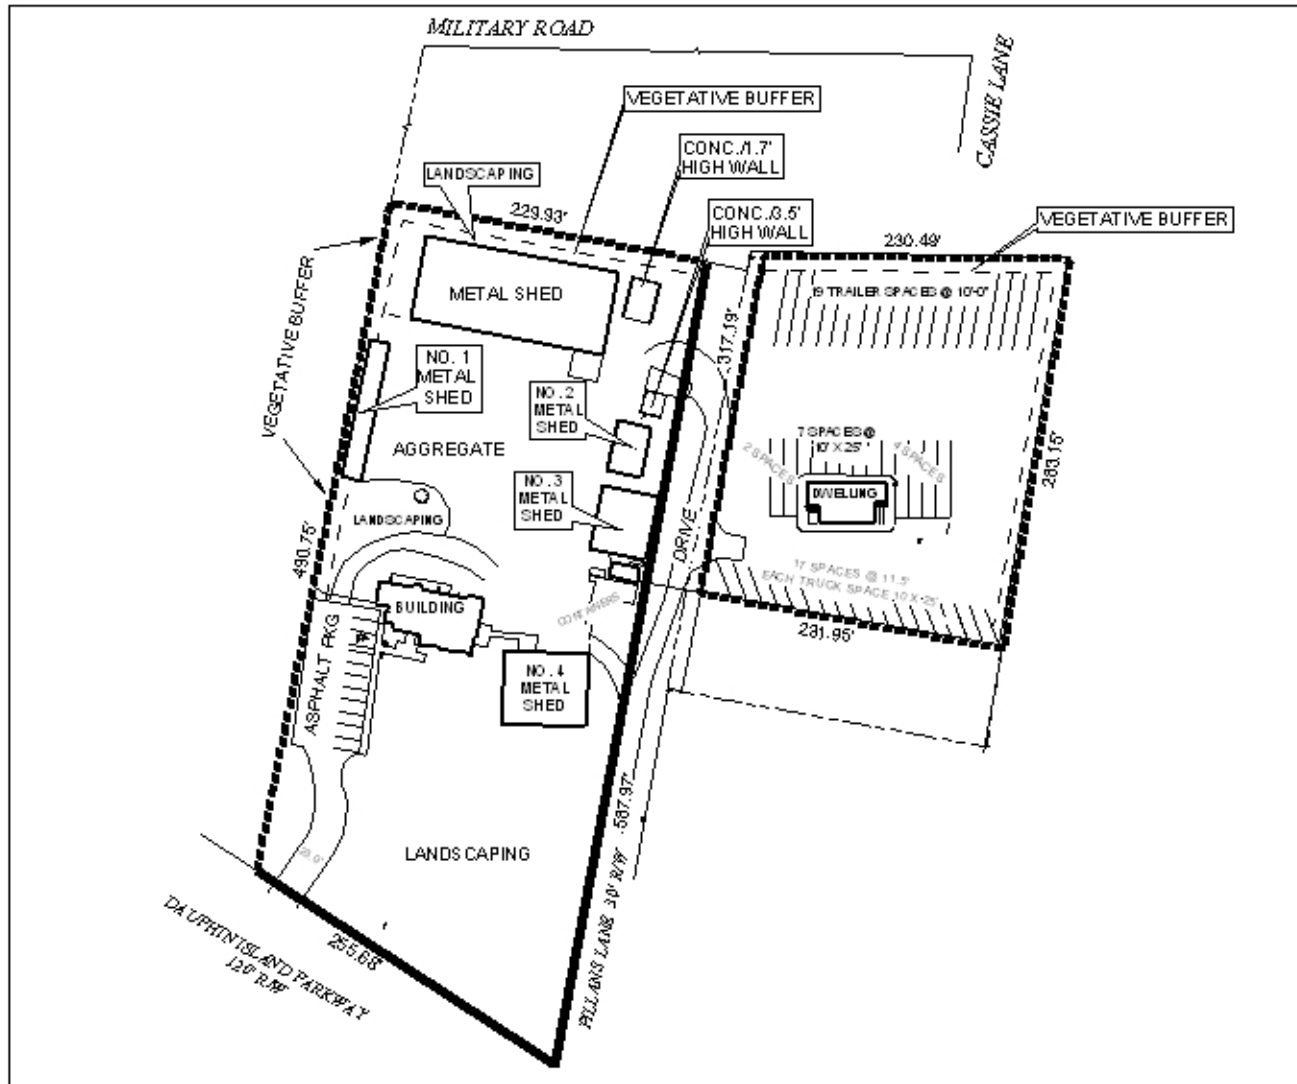 MILITARY ROAD
CASSIE LANE
VEGETATIVE BUFFER
CONC./1.7'
HIGH WALL
LANDSCAPING
229.93'
CONC./3.5'
HIGH WALL
VEGETATIVE BUFFER
230.49'
VEGETATIVE BUFFER
METAL SHED
19 TRAILER SPACES @ 10'-0"
317.19'
NO. 1
METAL
SHED
NO. 2
METAL
SHED
7 SPACES @
10' X 25'
2 SPACES
4 SPACES
283.15'
AGGREGATE
NO. 3
METAL
SHED
DWELLING
LANDSCAPING
DRIVE
490.75'
17 SPACES @ 11.5'
EACH TRUCK SPACE 10 X 25'
BUILDING
CONTAINERS
231.95'
ASPHALT PKG
NO. 4
METAL
SHED
587.97'
LANDSCAPING
PILLANS LANE 30' R/W
DAUPHIN ISLAND PARKWAY
120' R/W
255.68'